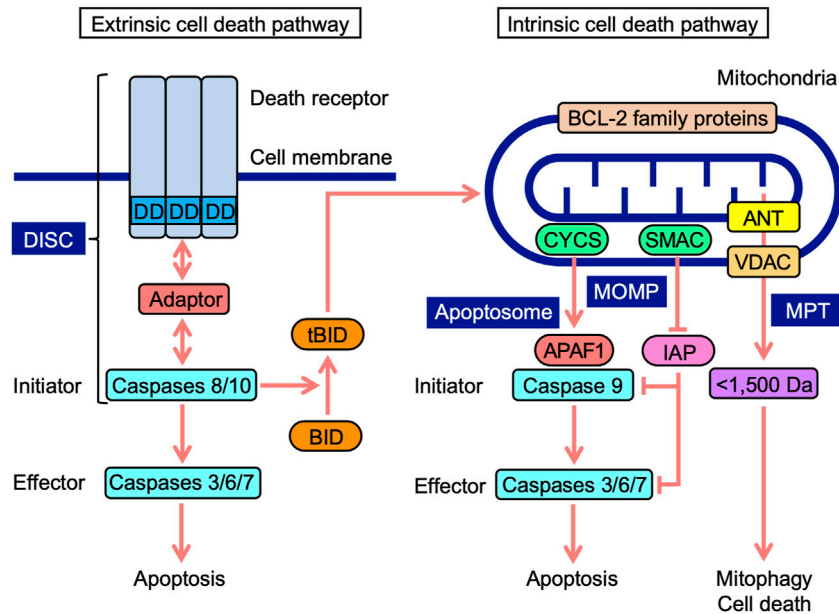 Extrinsic cell death pathway
Death receptor
Cell membrane
DD DD DD
DISC
Adaptor
tBID
Initiator
Caspases 8/10
BID
Effector
Caspases 3/6/7
Apoptosis
Intrinsic cell death pathway
Mitochondria
BCL-2 family proteins
ANT
CYCS
SMAC
VDAC
MOMP
Apoptosome
MPT
APAF1
IAP
Initiator
Caspase 9
<1,500 Da
Effector
Caspases 3/6/7
Apoptosis
Mitophagy
Cell death